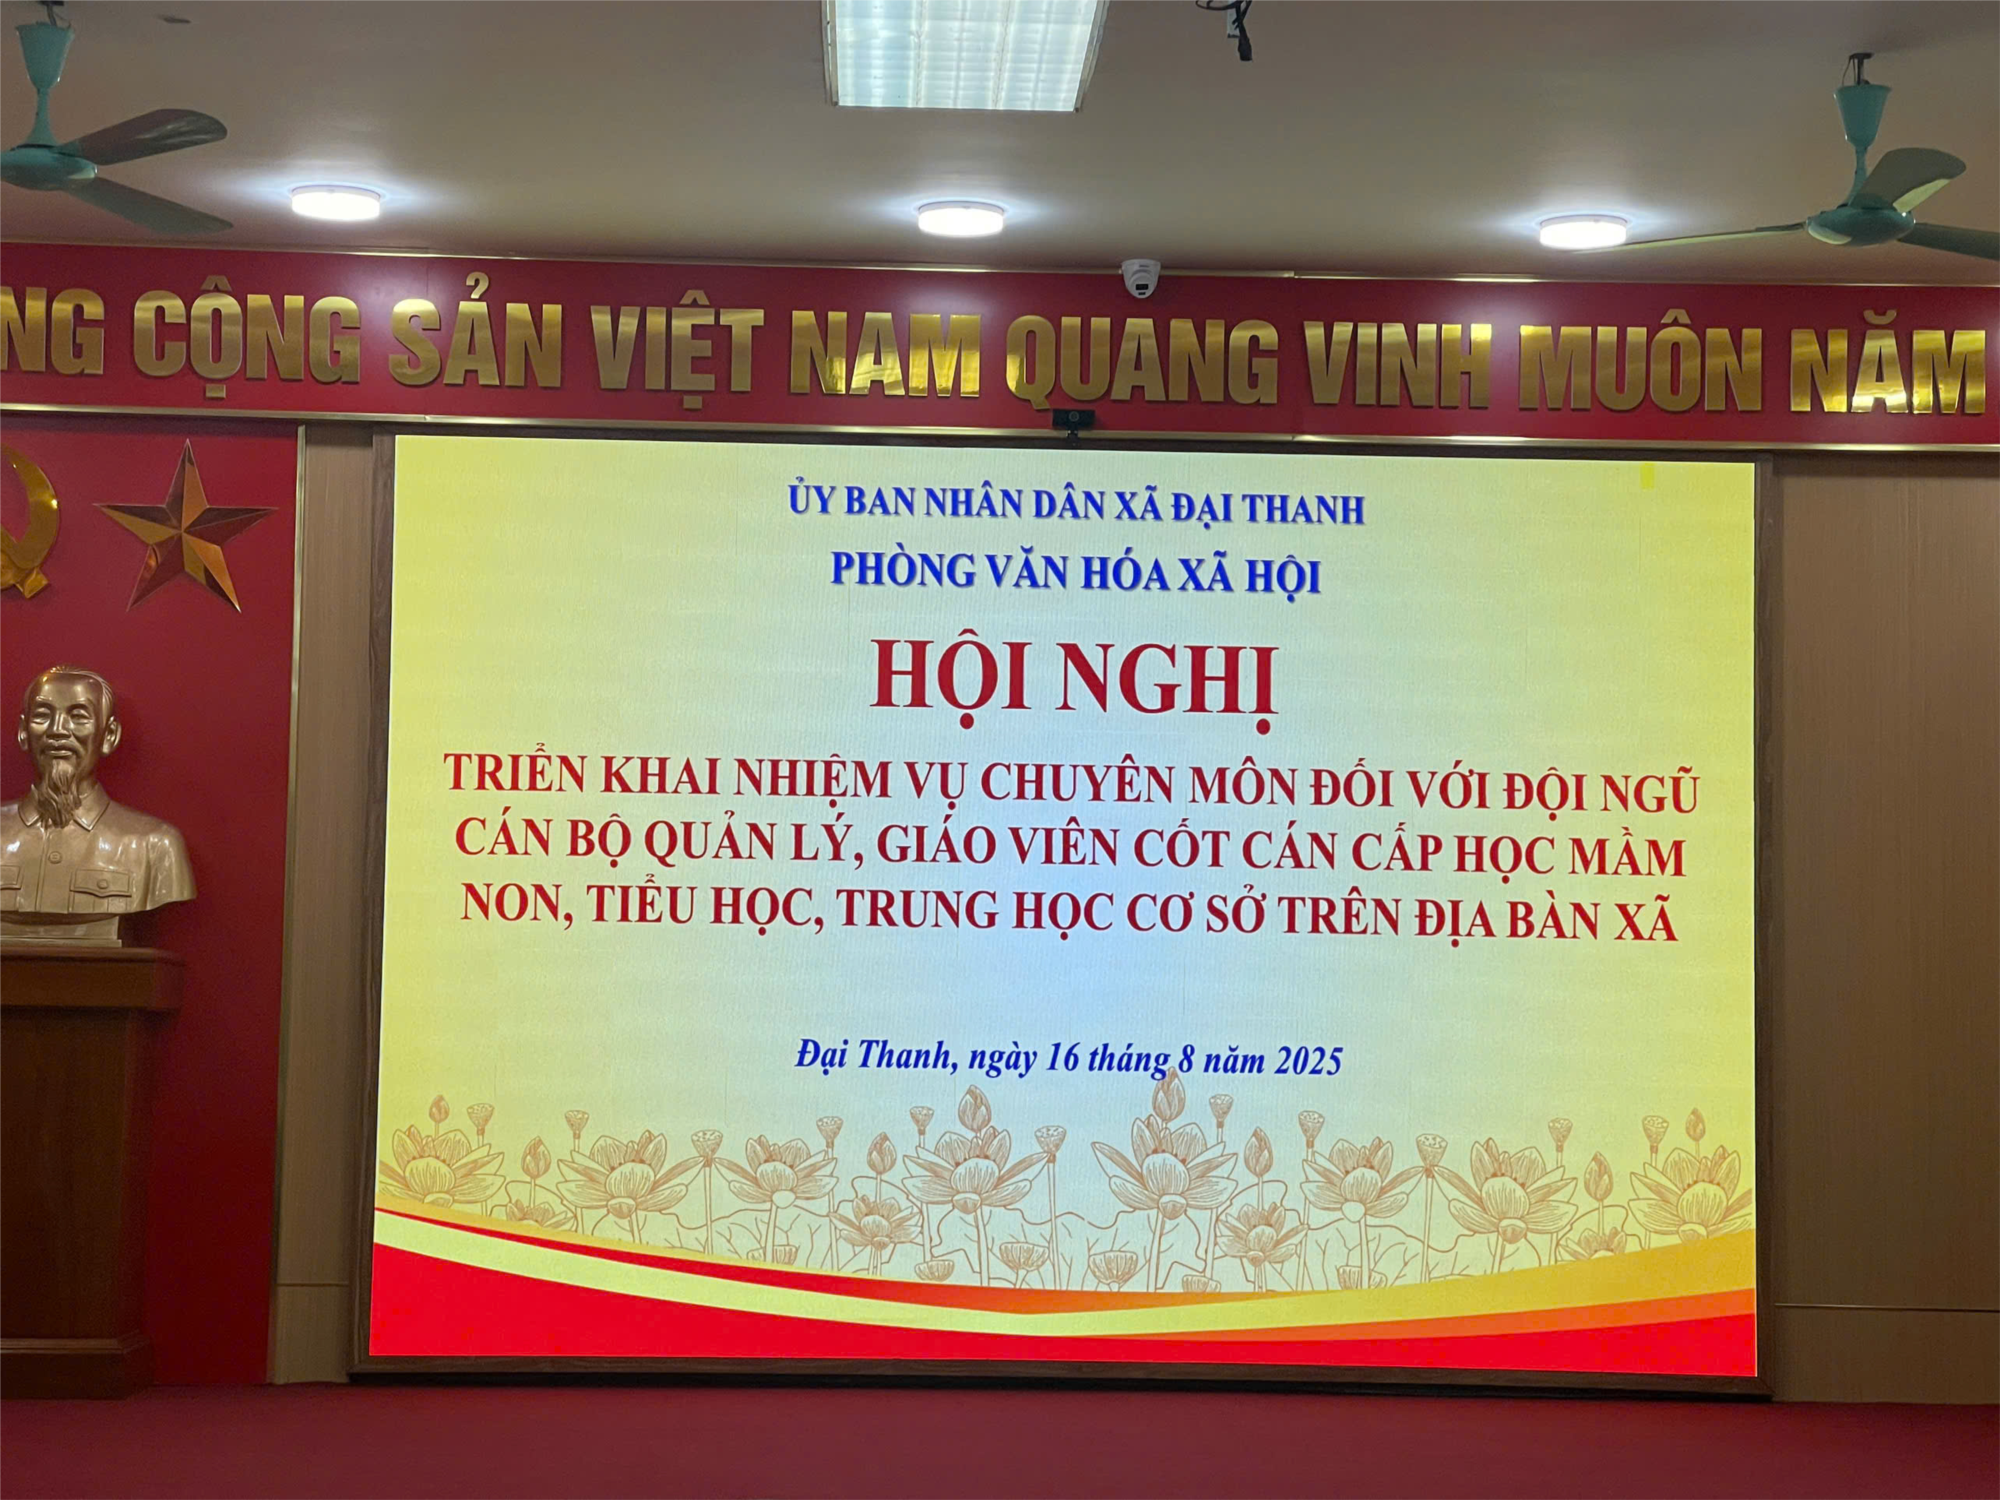 NG CỘNG SẢN VIỆT NAM QUANG VINH MUÔN NĂM
ỦY BAN NHÂN DÂN XÃ ĐẠI THANH
PHÒNG VĂN HÓA XÃ HỘI
HỘI NGHỊ
TRIỂN KHAI NHIỆM VỤ CHUYÊN MÔN ĐỐI VỚI ĐỘI NGŨ
CÁN BỘ QUẢN LÝ, GIÁO VIÊN CỐT CÁN CẤP HỌC MẦM
NON, TIỂU HỌC, TRUNG HỌC CƠ SỞ TRÊN ĐỊA BÀN XÃ
Đại Thanh, ngày 16 tháng 8 năm 2025